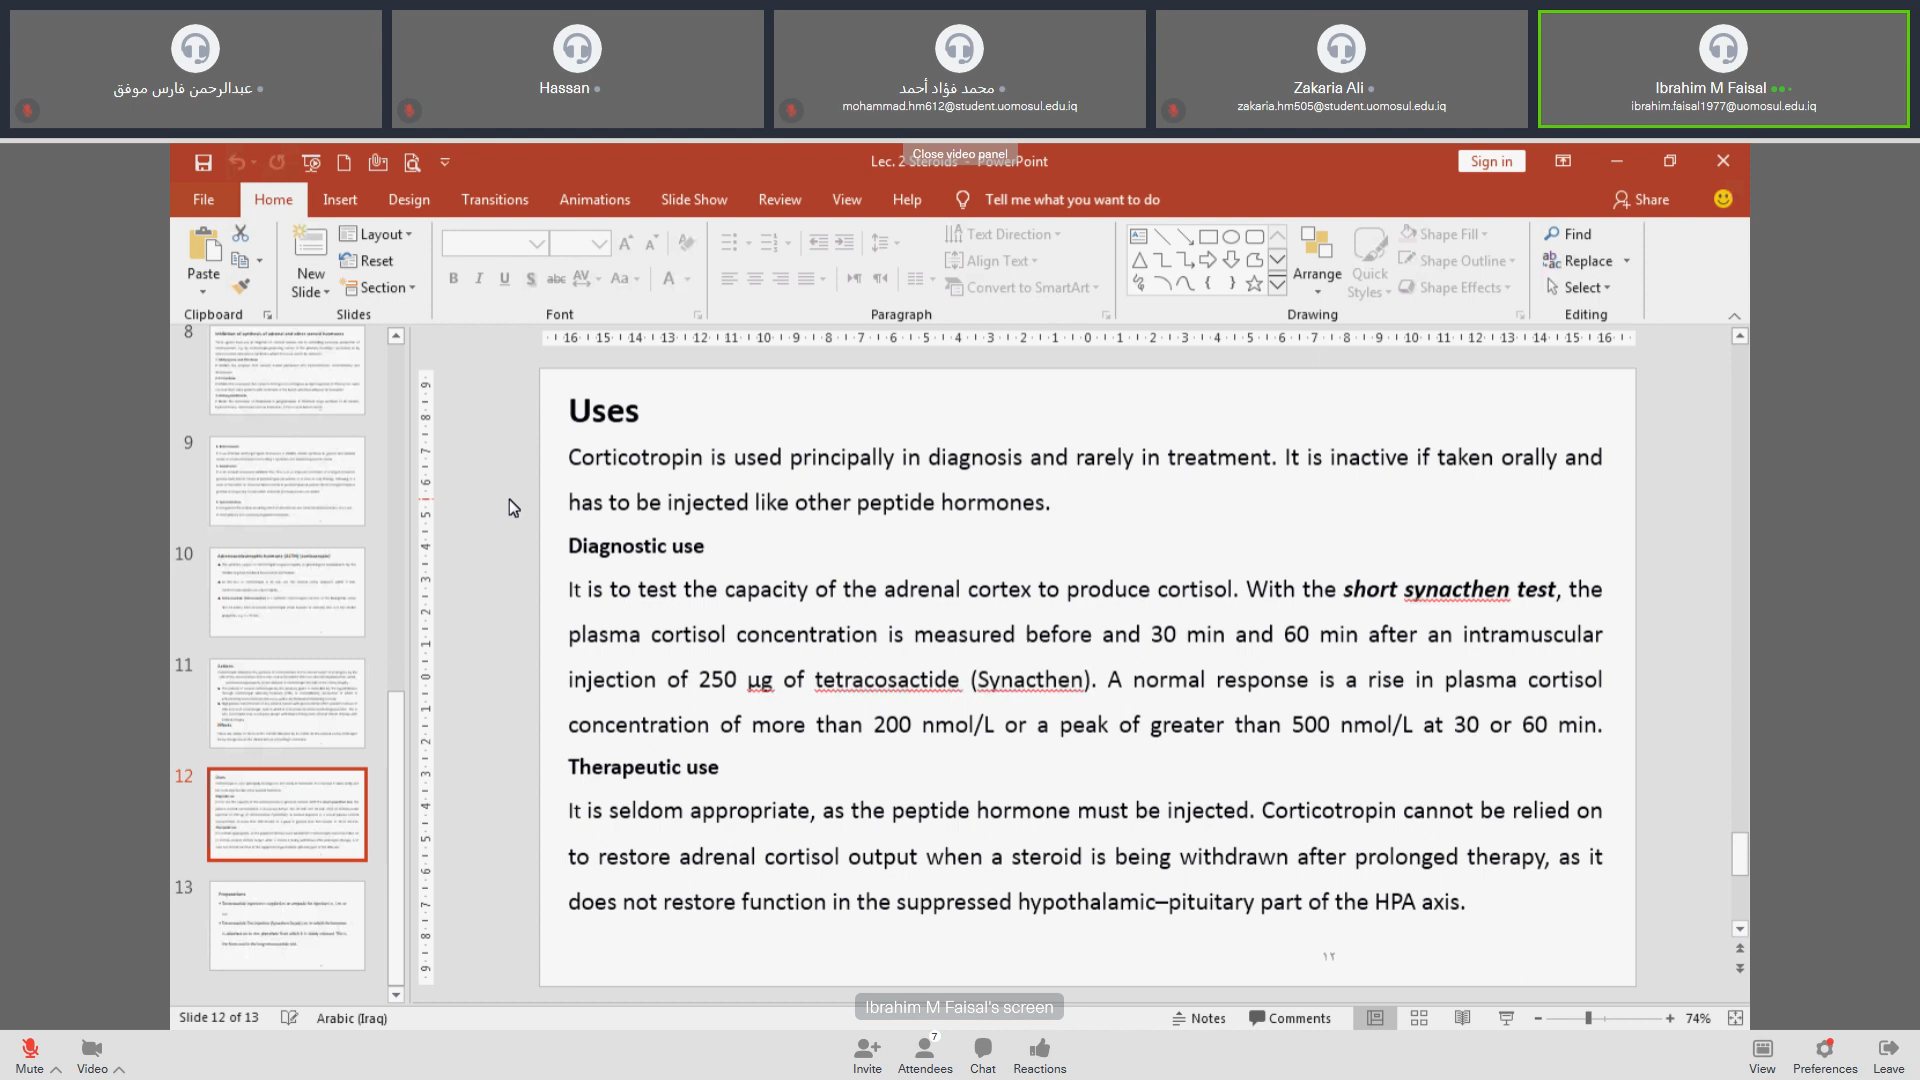 عبدالرحمن فارس موفق
Hassan
محمد فؤاد أحمد
mohammad.hm612@student.uomosul.edu.iq
Zakaria Ali
zakaria.hm505@student.uomosul.edu.iq
Ibrahim M Faisal
ibrahim.faisal1977@uomosul.edu.iq
Close video panel
Lec. 2 Steroids - PowerPoint
Sign in
File Home Insert Design Transitions Animations Slide Show Review View Help Tell me what you want to do Share
Paste
Clipboard
New Slide
Layout
Reset
Section
Slides
Font
Text Direction
Align Text
Convert to SmartArt
Paragraph
Arrange
Quick Styles
Shape Fill
Shape Outline
Shape Effects
Drawing
Find
Replace
Select
Editing
8
9
10
11
12
13
Uses
Corticotropin is used principally in diagnosis and rarely in treatment. It is inactive if taken orally and
has to be injected like other peptide hormones.
Diagnostic use
It is to test the capacity of the adrenal cortex to produce cortisol. With the short synacthen test, the
plasma cortisol concentration is measured before and 30 min and 60 min after an intramuscular
injection of 250 µg of tetracosactide (Synacthen). A normal response is a rise in plasma cortisol
concentration of more than 200 nmol/L or a peak of greater than 500 nmol/L at 30 or 60 min.
Therapeutic use
It is seldom appropriate, as the peptide hormone must be injected. Corticotropin cannot be relied on
to restore adrenal cortisol output when a steroid is being withdrawn after prolonged therapy, as it
does not restore function in the suppressed hypothalamic–pituitary part of the HPA axis.
١٢
Ibrahim M Faisal's screen
Slide 12 of 13 Arabic (Iraq) Notes Comments 74%
Mute Video Invite Attendees 7 Chat Reactions View Preferences Leave